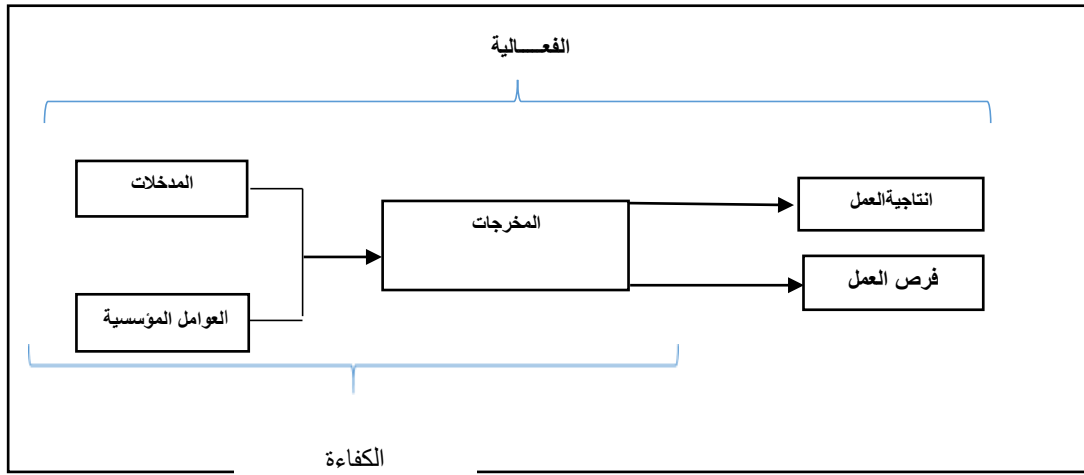 الفعـــالية
المدخلات
انتاجيةالعمل
المخرجات
فرص العمل
العوامل المؤسسية
الكفاءة